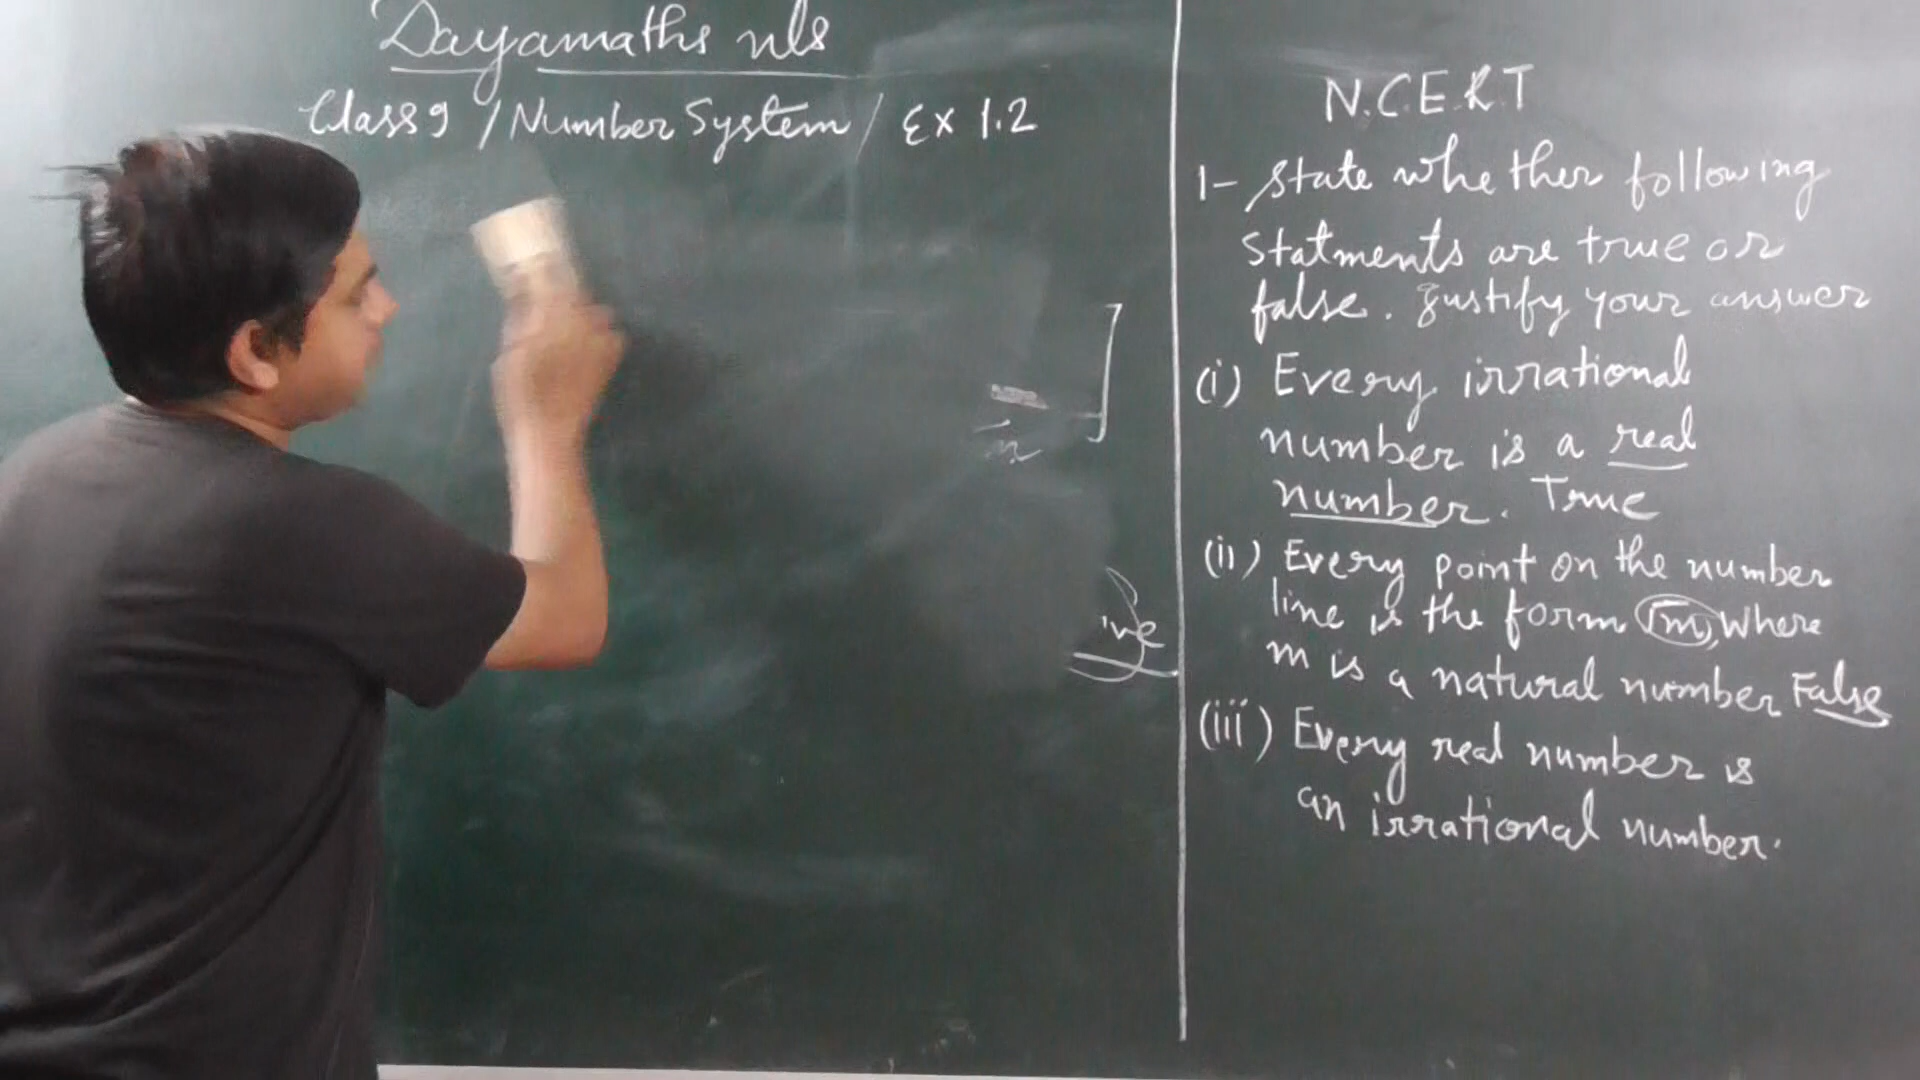 Dayamaths nls
Class 9 / Number System / Ex 1.2
N.C.E.R.T
1- State whether following
Statments are true or
false. Justify your answer
(i) Every irrational
number is a real
number. True
(ii) Every point on the number
line is the form √m, Where
m is a natural number False
(iii) Every real number is
an irrational number.